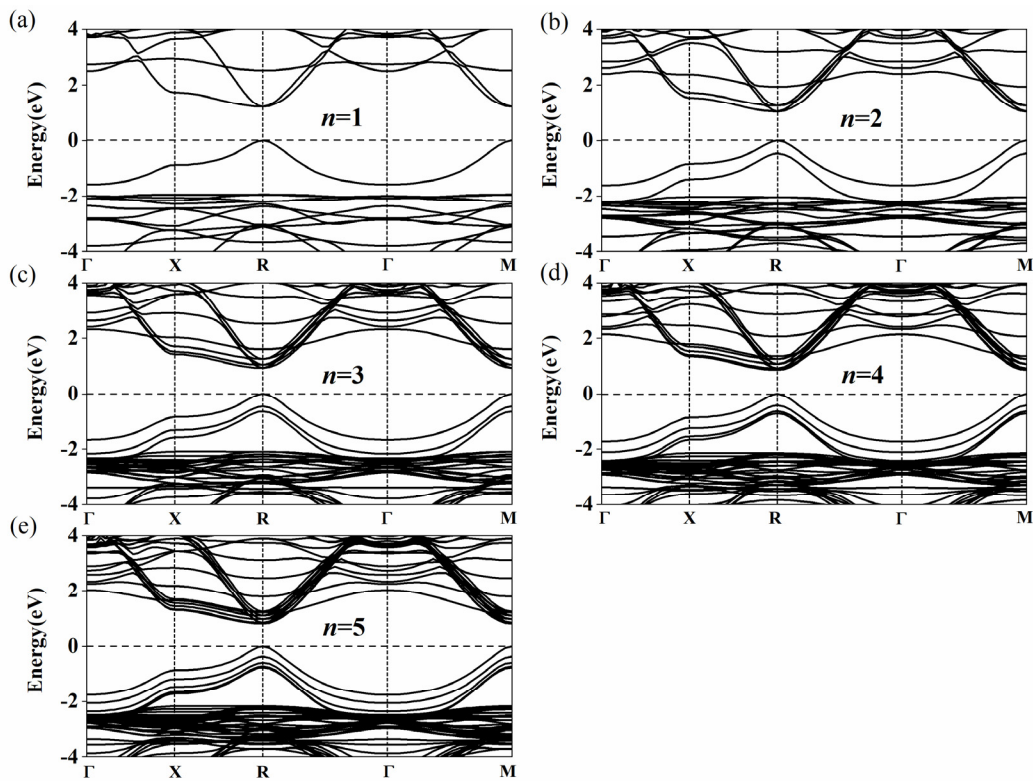 (a)
4
2
0
-2
-4
Energy(eV)
n=1
Γ X R Γ M
(b)
4
2
0
-2
-4
Energy(eV)
n=2
Γ X R Γ M
(c)
4
2
0
-2
-4
Energy(eV)
n=3
Γ X R Γ M
(d)
4
2
0
-2
-4
Energy(eV)
n=4
Γ X R Γ M
(e)
4
2
0
-2
-4
Energy(eV)
n=5
Γ X R Γ M